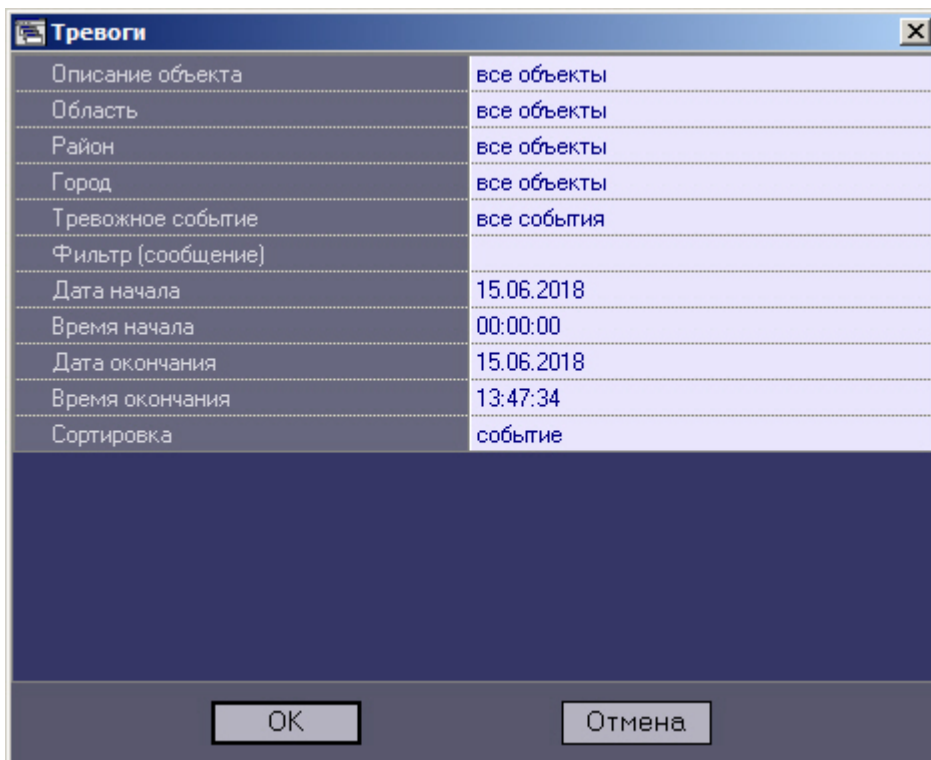 Тревоги
Описание объекта все объекты
Область все объекты
Район все объекты
Город все объекты
Тревожное событие все события
Фильтр (сообщение)
Дата начала 15.06.2018
Время начала 00:00:00
Дата окончания 15.06.2018
Время окончания 13:47:34
Сортировка событие
OK Отмена